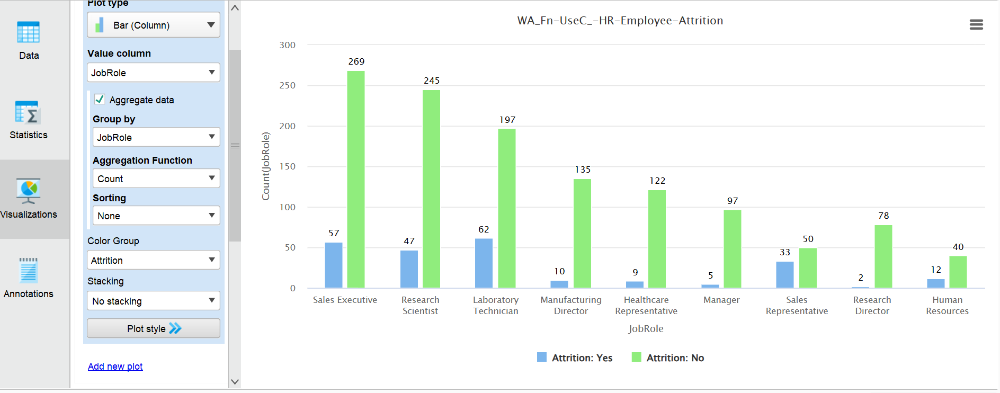 Data
Statistics
Visualizations
Annotations
Plot type
Bar (Column)
Value column
JobRole
Aggregate data
Group by
JobRole
Aggregation Function
Count
Sorting
None
Color Group
Attrition
Stacking
No stacking
Plot style
Add new plot
WA_Fn-UseC_-HR-Employee-Attrition
Count(JobRole)
300
250
200
150
100
50
0
57
269
47
245
62
197
10
135
9
122
5
97
33
50
2
78
12
40
Sales Executive
Research
Scientist
Laboratory
Technician
Manufacturing
Director
Healthcare
Representative
Manager
Sales
Representative
Research
Director
Human
Resources
JobRole
Attrition: Yes
Attrition: No